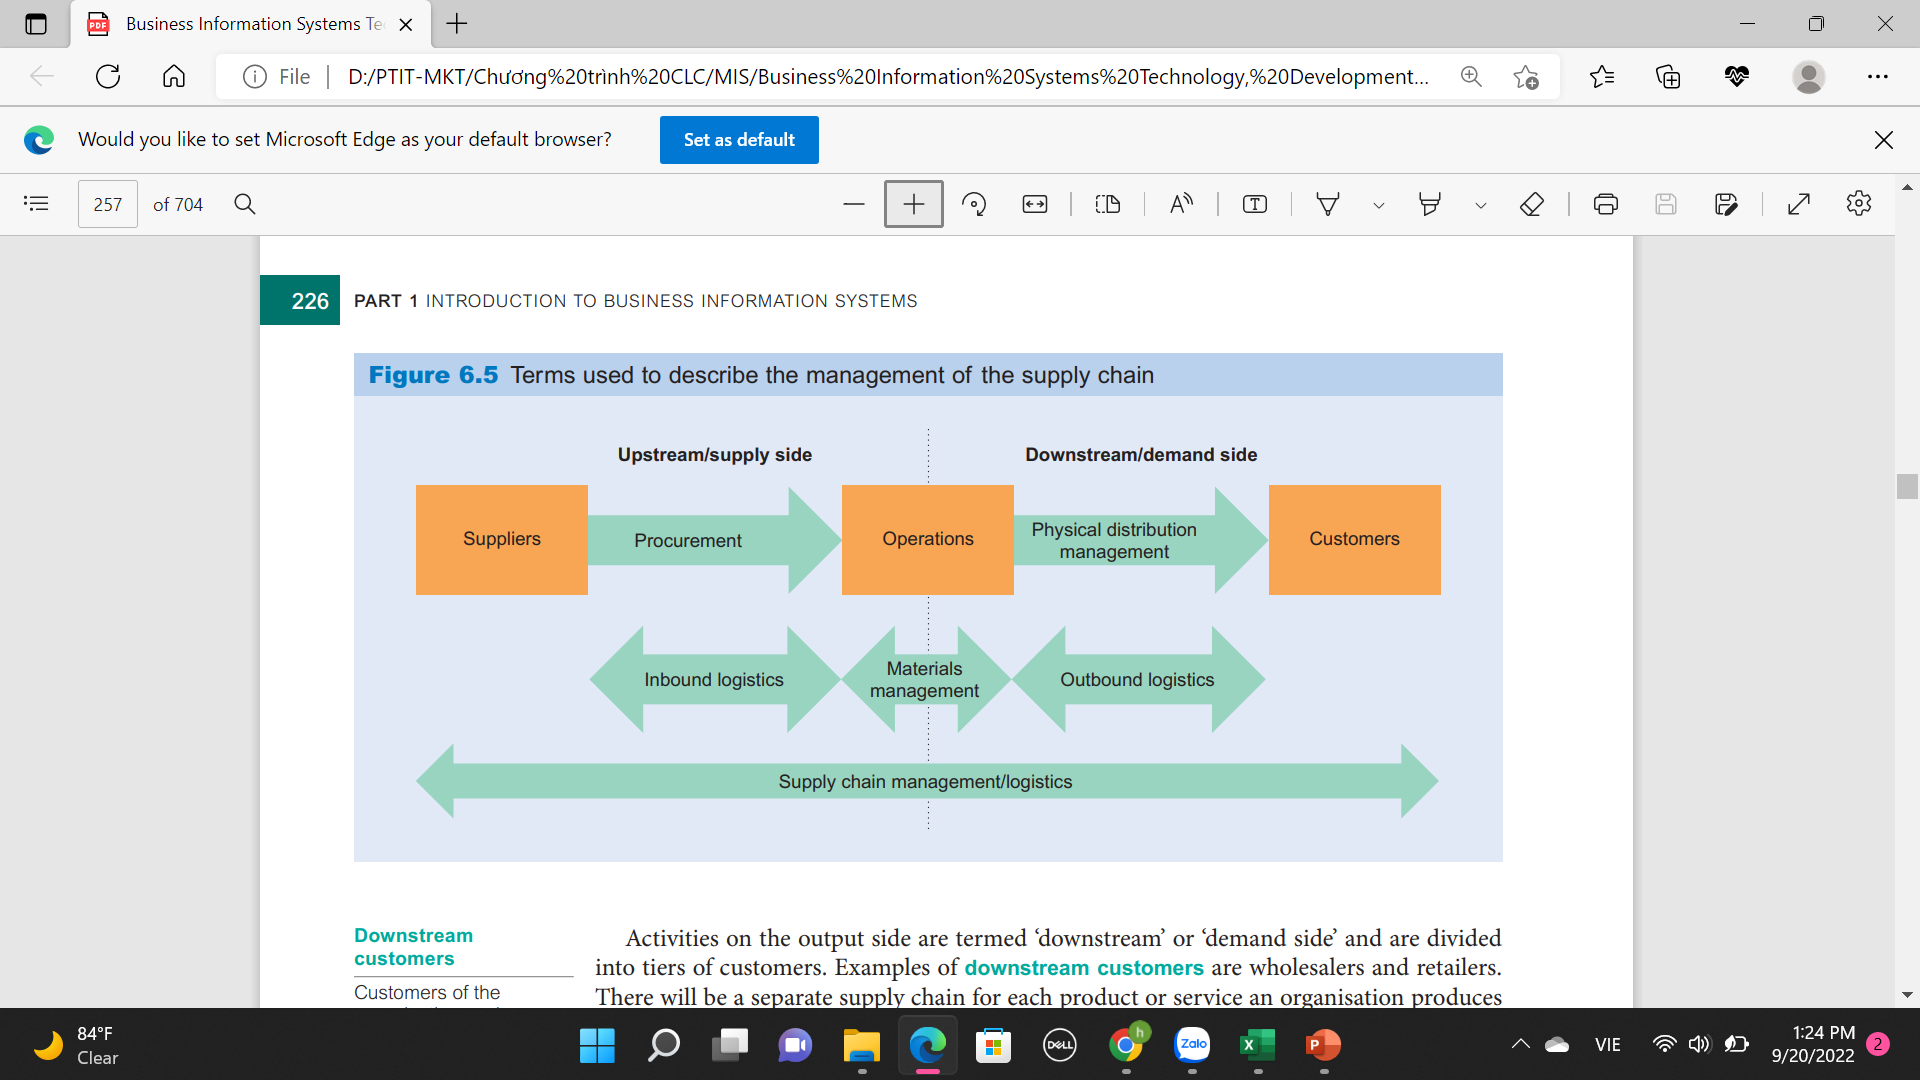 Business Information Systems Te
File
D:/PTIT-MKT/Chương%20trình%20CLC/MIS/Business%20Information%20Systems%20Technology,%20Development...
Would you like to set Microsoft Edge as your default browser?
Set as default
257 of 704
226 PART 1 INTRODUCTION TO BUSINESS INFORMATION SYSTEMS
Figure 6.5 Terms used to describe the management of the supply chain
Upstream/supply side
Downstream/demand side
Suppliers
Procurement
Operations
Physical distribution
management
Customers
Inbound logistics
Materials
management
Outbound logistics
Supply chain management/logistics
Downstream
customers
Customers of the
Activities on the output side are termed ‘downstream’ or ‘demand side’ and are divided
into tiers of customers. Examples of downstream customers are wholesalers and retailers.
There will be a separate supply chain for each product or service an organisation produces
84°F
Clear
DELL
h
Zalo
VIE
1:24 PM
9/20/2022
2